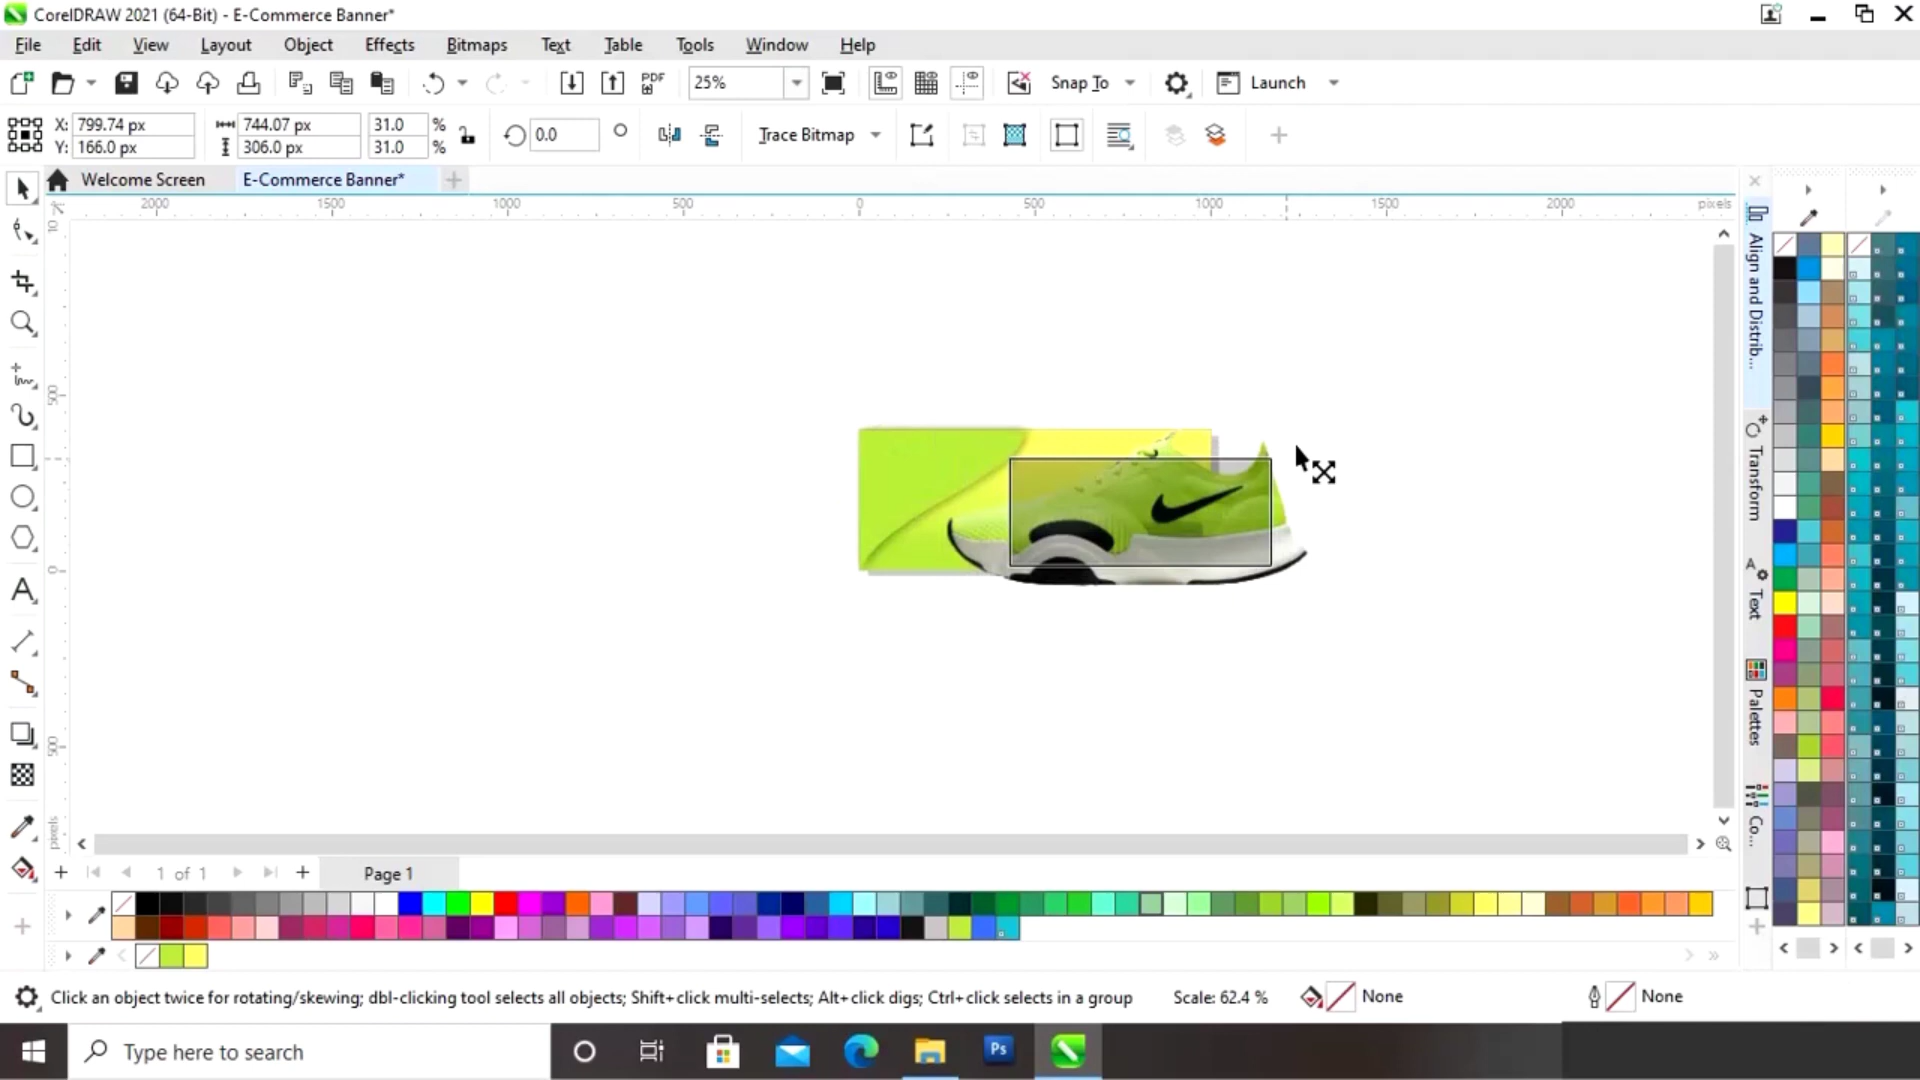 CorelDRAW 2021 (64-Bit) - E-Commerce Banner*
File Edit View Layout Object Effects Bitmaps Text Table Tools Window Help
PDF 25% Snap To Launch
X: 799.74 px 744.07 px 31.0 % 0.0 Trace Bitmap
Y: 166.0 px 306.0 px 31.0 %
Welcome Screen E-Commerce Banner*
2000 1500 1000 500 0 500 1000 1500 2000 pixels
500
0
500
Align and Distrib...
Transform
Text
Palettes
Co...
1 of 1 Page 1
Click an object twice for rotating/skewing; dbl-clicking tool selects all objects; Shift+click multi-selects; Alt+click digs; Ctrl+click selects in a group Scale: 62.4 % None None
Type here to search Ps